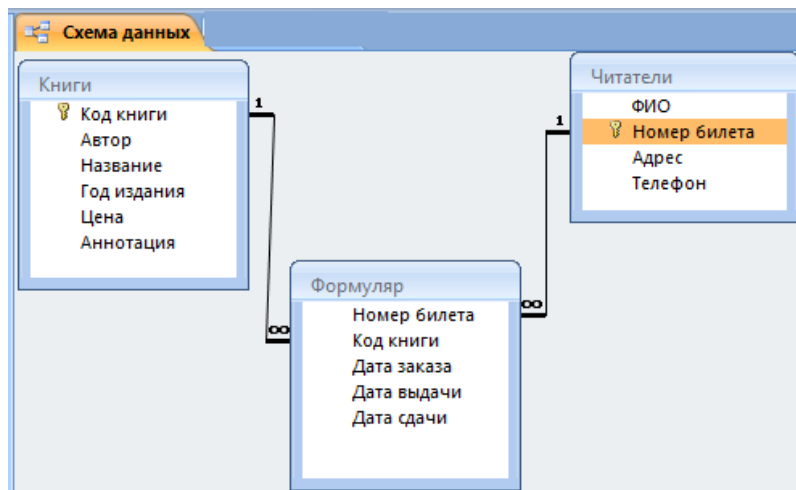 Схема данных
Книги
Код книги
Автор
Название
Год издания
Цена
Аннотация
1
∞
Читатели
ФИО
Номер билета
Адрес
Телефон
1
∞
Формуляр
Номер билета
Код книги
Дата заказа
Дата выдачи
Дата сдачи